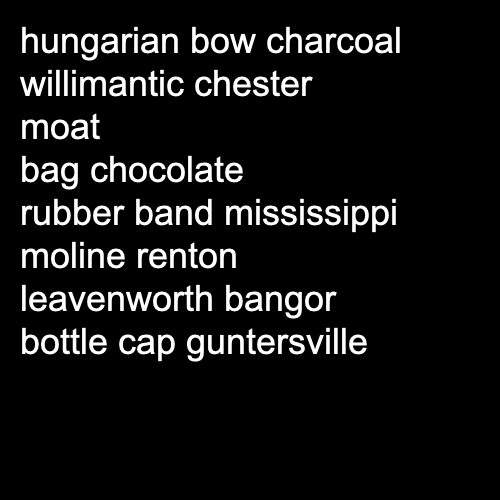 hungarian bow charcoal
willimantic chester
moat
bag chocolate
rubber band mississippi
moline renton
leavenworth bangor
bottle cap guntersville